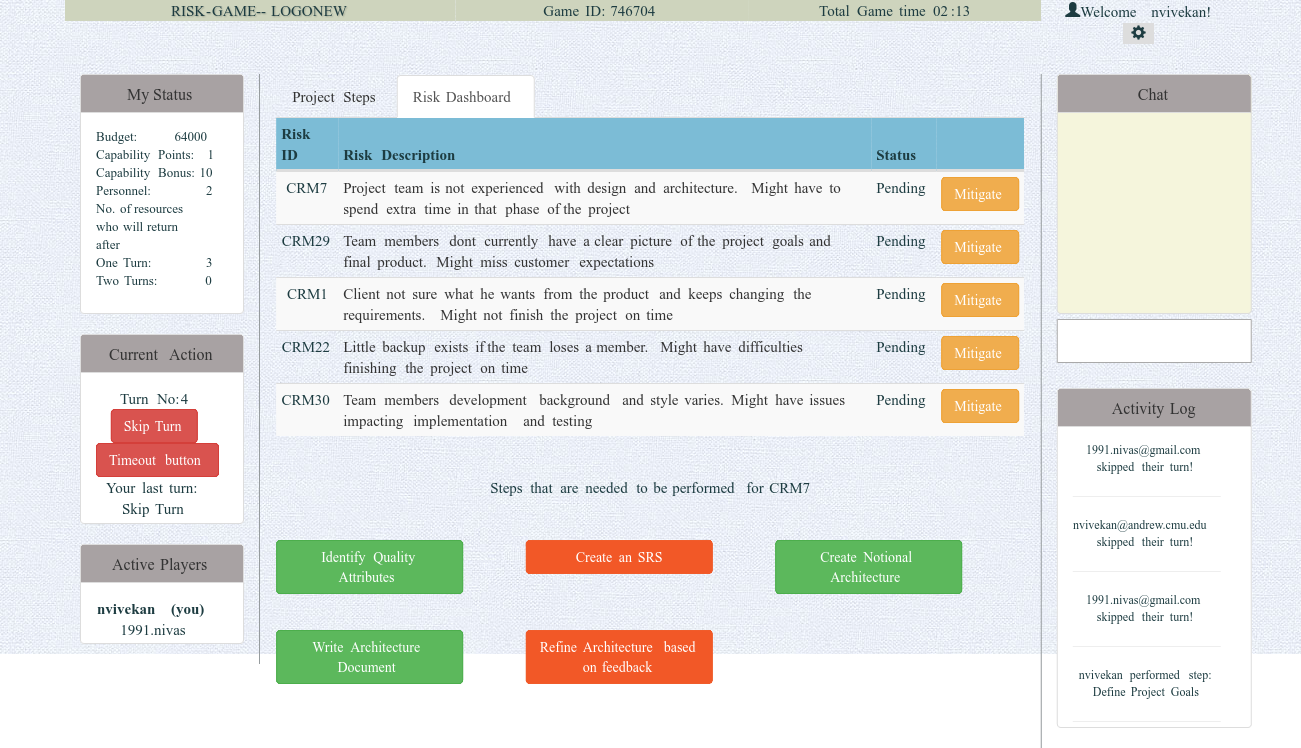 RISK-GAME-- LOGONEW
Game ID: 746704
Total Game time 02:13
Welcome nvivekan!
My Status
Budget: 64000
Capability Points: 1
Capability Bonus: 10
Personnel: 2
No. of resources
who will return
after
One Turn: 3
Two Turns: 0
Current Action
Turn No:4
Skip Turn
Timeout button
Your last turn:
Skip Turn
Active Players
nvivekan (you)
1991.nivas
Project Steps
Risk Dashboard
Risk
ID Risk Description Status
CRM7 Project team is not experienced with design and architecture. Might have to Pending Mitigate
spend extra time in that phase of the project
CRM29 Team members dont currently have a clear picture of the project goals and Pending Mitigate
final product. Might miss customer expectations
CRM1 Client not sure what he wants from the product and keeps changing the Pending Mitigate
requirements. Might not finish the project on time
CRM22 Little backup exists if the team loses a member. Might have difficulties Pending Mitigate
finishing the project on time
CRM30 Team members development background and style varies. Might have issues Pending Mitigate
impacting implementation and testing
Steps that are needed to be performed for CRM7
Identify Quality
Attributes
Create an SRS
Create Notional
Architecture
Write Architecture
Document
Refine Architecture based
on feedback
Chat
Activity Log
1991.nivas@gmail.com
skipped their turn!
nvivekan@andrew.cmu.edu
skipped their turn!
1991.nivas@gmail.com
skipped their turn!
nvivekan performed step:
Define Project Goals